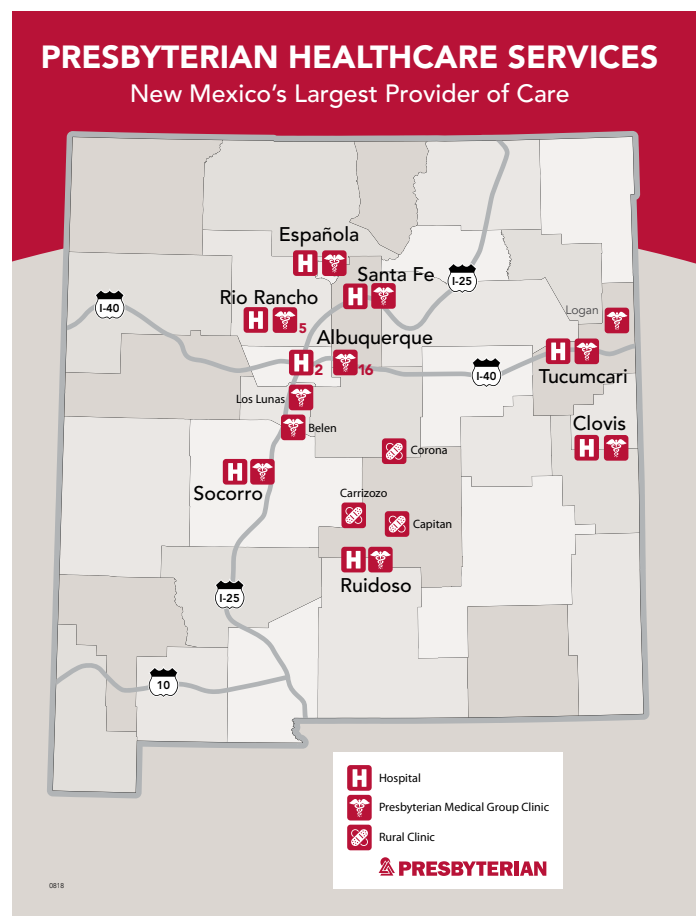 PRESBYTERIAN HEALTHCARE SERVICES
New Mexico's Largest Provider of Care
Española
H
Santa Fe
H
I-25
Rio Rancho
H
5
I-40
Logan
Albuquerque
H 2
16
H
I-40
Tucumcari
Los Lunas
Belen
Clovis
H
Corona
H
Socorro
Carrizozo
Capitan
H
Ruidoso
I-25
10
H Hospital
Presbyterian Medical Group Clinic
Rural Clinic
PRESBYTERIAN
0818